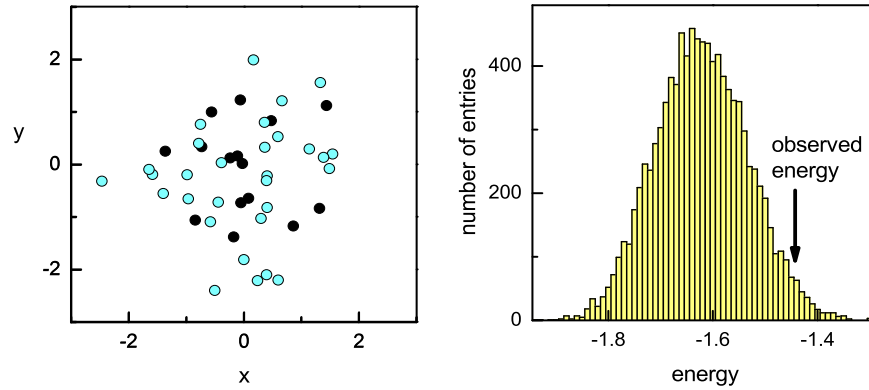 2
0
-2
y
-2
0
2
x
400
200
0
number of entries
observed
energy
-1.8
-1.6
-1.4
energy